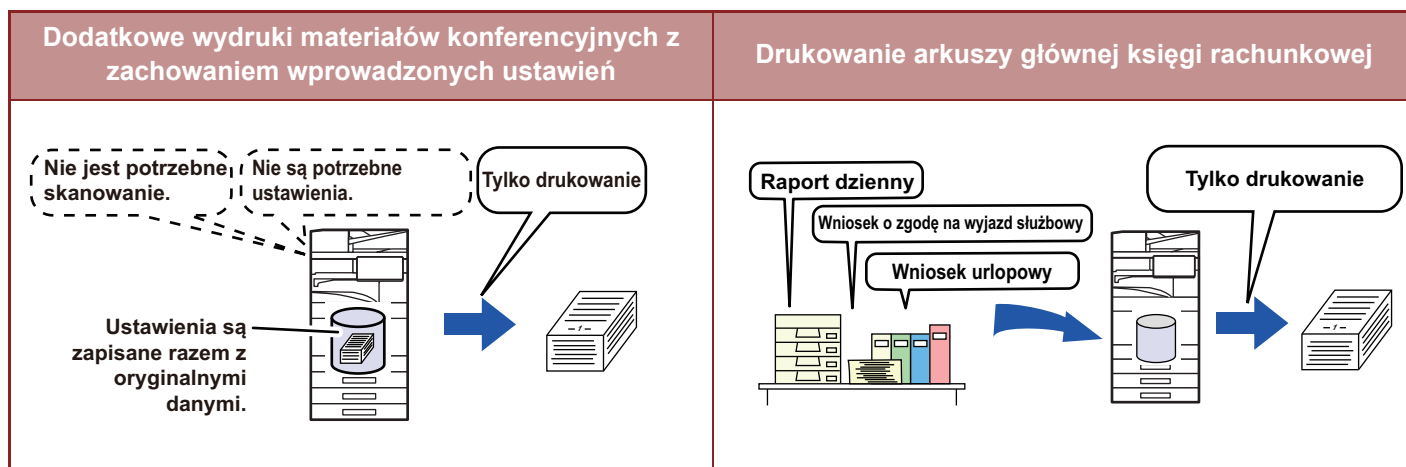 Dodatkowe wydruki materiałów konferencyjnych z
zachowaniem wprowadzonych ustawień
Drukowanie arkuszy głównej księgi rachunkowej
Nie jest potrzebne
skanowanie.
Nie są potrzebne
ustawienia.
Tylko drukowanie
Ustawienia są
zapisane razem z
oryginalnymi
danymi.
– 1 –
Raport dzienny
Wniosek o zgodę na wyjazd służbowy
Wniosek urlopowy
Tylko drukowanie
– 1 –